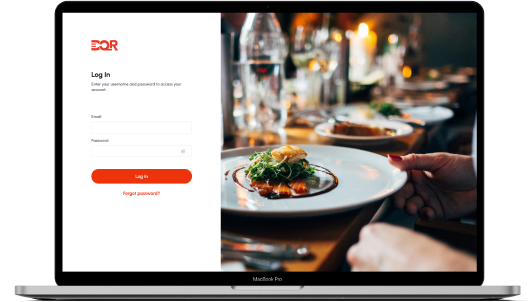 DQR
Log In
Enter your username and password to access your
account
Email
Password
Log In
Forgot password?
MacBook Pro